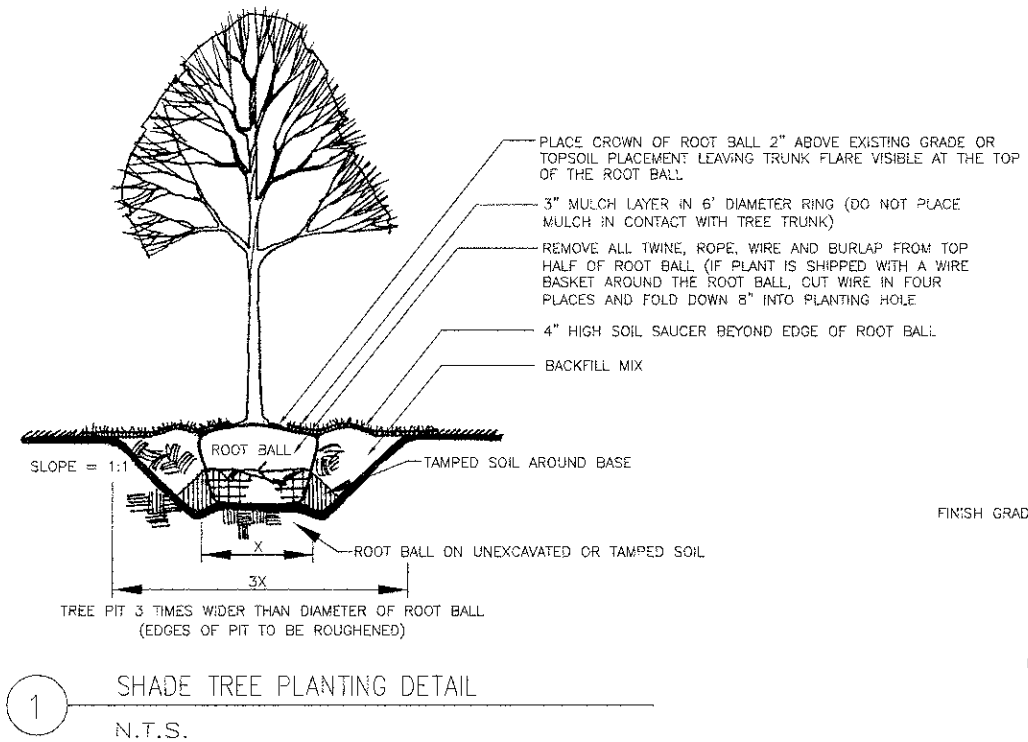 PLACE CROWN OF ROOT BALL 2" ABOVE EXISTING GRADE OR
TOPSOIL PLACEMENT LEAVING TRUNK FLARE VISIBLE AT THE TOP
OF THE ROOT BALL
3" MULCH LAYER IN 6' DIAMETER RING (DO NOT PLACE
MULCH IN CONTACT WITH TREE TRUNK)
REMOVE ALL TWINE, ROPE, WIRE AND BURLAP FROM TOP
HALF OF ROOT BALL (IF PLANT IS SHIPPED WITH A WIRE
BASKET AROUND THE ROOT BALL, CUT WIRE IN FOUR
PLACES AND FOLD DOWN 8" INTO PLANTING HOLE
4" HIGH SOIL SAUCER BEYOND EDGE OF ROOT BALL
BACKFILL MIX
ROOT BALL
SLOPE = 1:1
TAMPED SOIL AROUND BASE
FINISH GRAD
ROOT BALL ON UNEXCAVATED OR TAMPED SOIL
X
3X
TREE PIT 3 TIMES WIDER THAN DIAMETER OF ROOT BALL
(EDGES OF PIT TO BE ROUGHENED)
1
SHADE TREE PLANTING DETAIL
N.T.S.